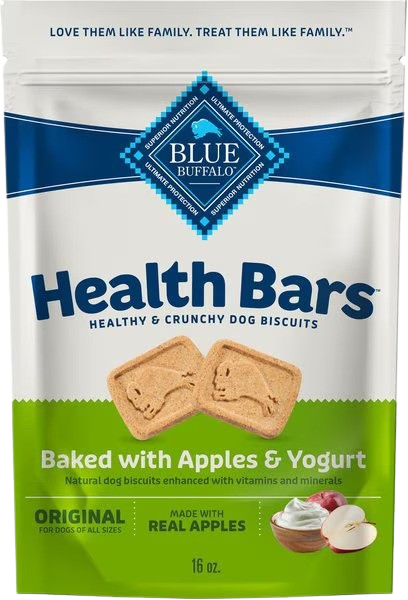 LOVE THEM LIKE FAMILY. TREAT THEM LIKE FAMILY.™
SUPERIOR NUTRITION
ULTIMATE PROTECTION
BLUE
BUFFALO™
ULTIMATE PROTECTION
SUPERIOR NUTRITION
Health Bars™
HEALTHY & CRUNCHY DOG BISCUITS
Baked with Apples & Yogurt
Natural dog biscuits enhanced with vitamins and minerals
ORIGINAL
FOR DOGS OF ALL SIZES
MADE WITH
REAL APPLES
16 oz.